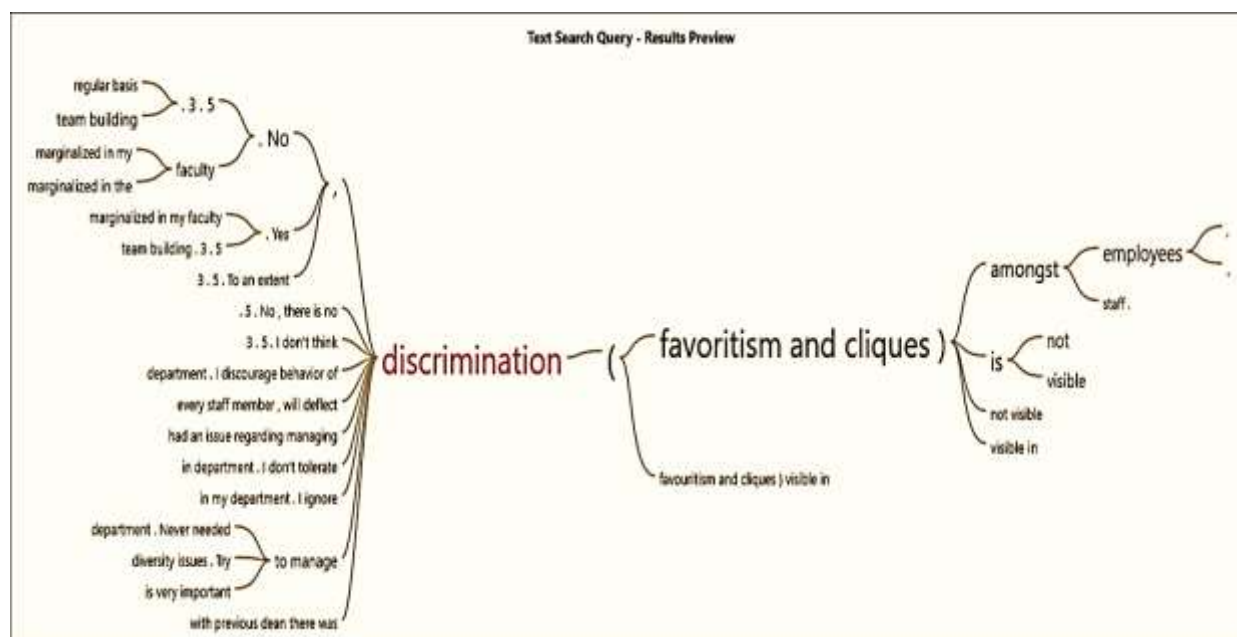 Text Search Query - Results Preview
regular basis
team building
. 3 . 5
marginalized in my
marginalized in the
faculty
. No
marginalized in my faculty
team building . 3 . 5
. Yes
3 . 5 . To an extent
,
. 5 . No , there is no
3 . 5 . I don't think
department . I discourage behavior of
every staff member , will deflect
had an issue regarding managing
in department . I don't tolerate
in my department . I ignore
department . Never needed
diversity issues . Try
is very important
to manage
with previous dean there was
discrimination
(
favoritism and cliques )
favouritism and cliques ) visible in
amongst
employees
staff .
is
not
visible
not visible
visible in